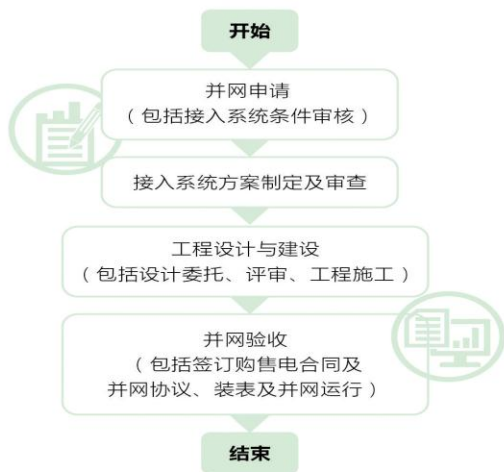 开始
并网申请
（包括接入系统条件审核）
接入系统方案制定及审查
工程设计与建设
（包括设计委托、评审、工程施工）
并网验收
（包括签订购售电合同及
并网协议、装表及并网运行）
结束